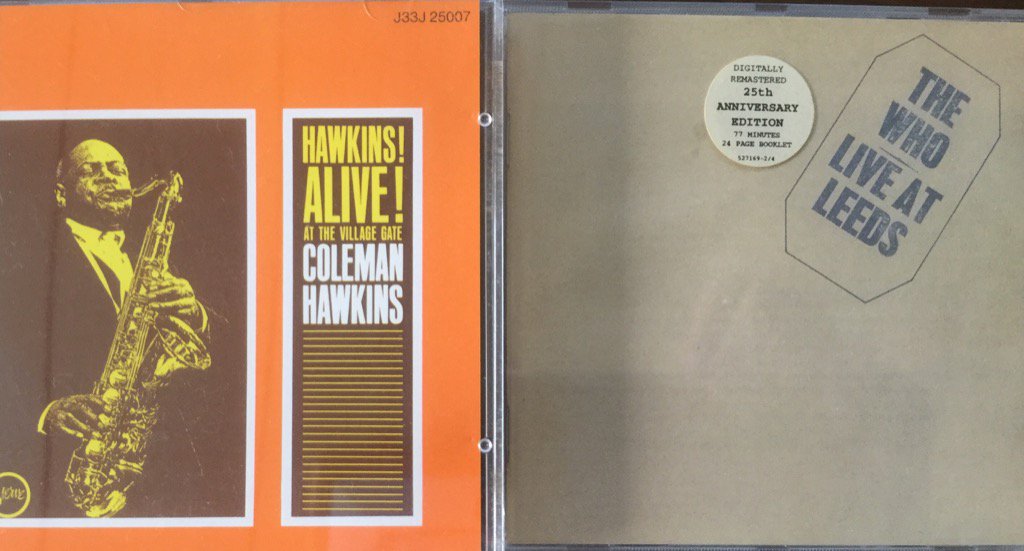 J33J 25007
HAWKINS!
ALIVE!
AT THE VILLAGE GATE
COLEMAN
HAWKINS
Verve
DIGITALLY
REMASTERED
25th
ANNIVERSARY
EDITION
77 MINUTES
24 PAGE BOOKLET
527169-2/4
THE
WHO
LIVE AT
LEEDS